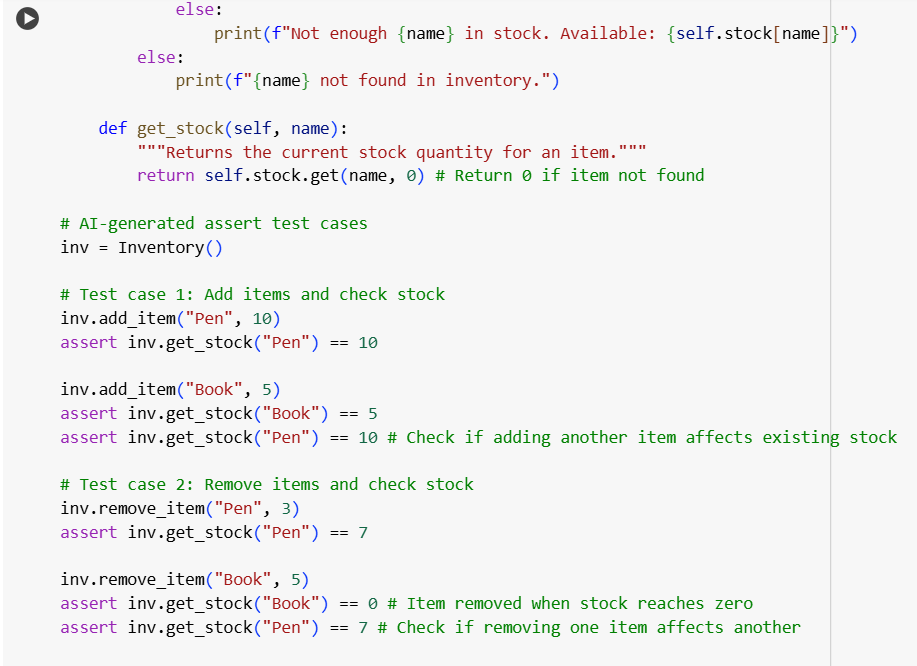 else:
print(f"Not enough {name} in stock. Available: {self.stock[name]}")
else:
print(f"{name} not found in inventory.")
def get_stock(self, name):
"""Returns the current stock quantity for an item."""
return self.stock.get(name, 0) # Return 0 if item not found
# AI-generated assert test cases
inv = Inventory()
# Test case 1: Add items and check stock
inv.add_item("Pen", 10)
assert inv.get_stock("Pen") == 10
inv.add_item("Book", 5)
assert inv.get_stock("Book") == 5
assert inv.get_stock("Pen") == 10 # Check if adding another item affects existing stock
# Test case 2: Remove items and check stock
inv.remove_item("Pen", 3)
assert inv.get_stock("Pen") == 7
inv.remove_item("Book", 5)
assert inv.get_stock("Book") == 0 # Item removed when stock reaches zero
assert inv.get_stock("Pen") == 7 # Check if removing one item affects another